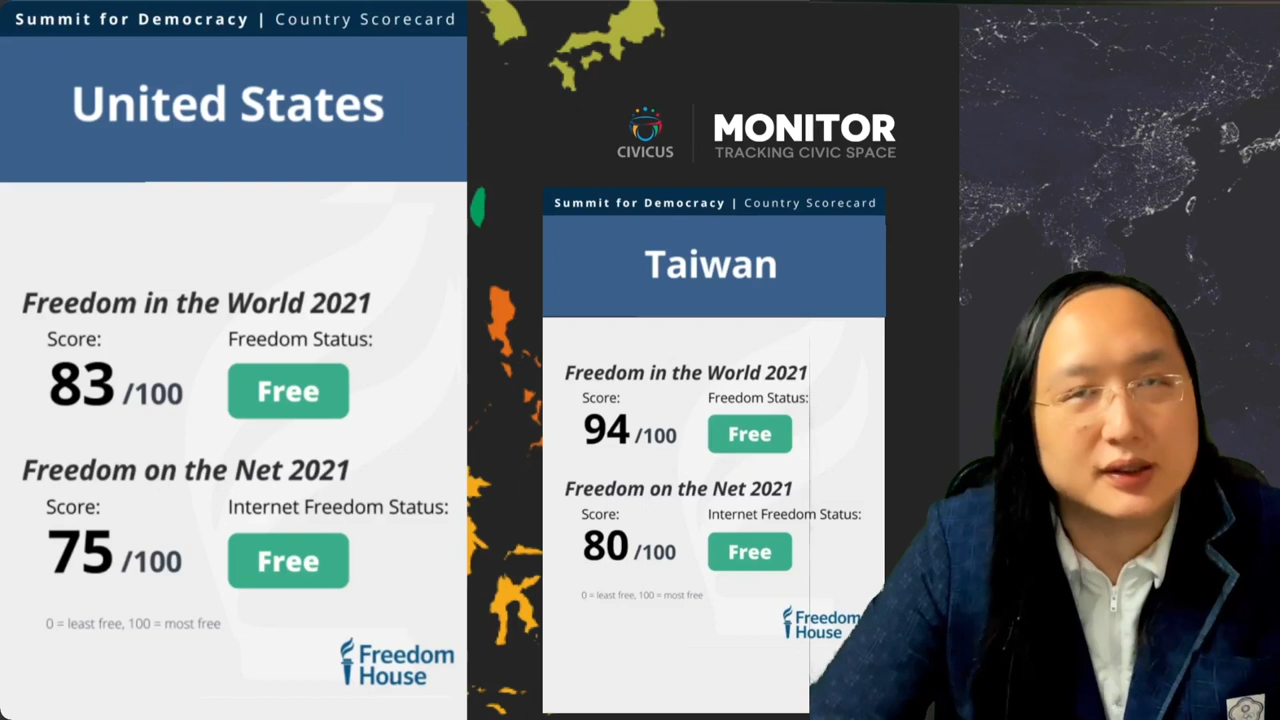 Summit for Democracy | Country Scorecard
United States
Freedom in the World 2021
Score: Freedom Status:
83 /100 Free
Freedom on the Net 2021
Score: Internet Freedom Status:
75 /100 Free
0 = least free, 100 = most free
Freedom
House
CIVICUS
MONITOR
TRACKING CIVIC SPACE
Summit for Democracy | Country Scorecard
Taiwan
Freedom in the World 2021
Score: Freedom Status:
94 /100 Free
Freedom on the Net 2021
Score: Internet Freedom Status:
80 /100 Free
0 = least free, 100 = most free
Freedom
House